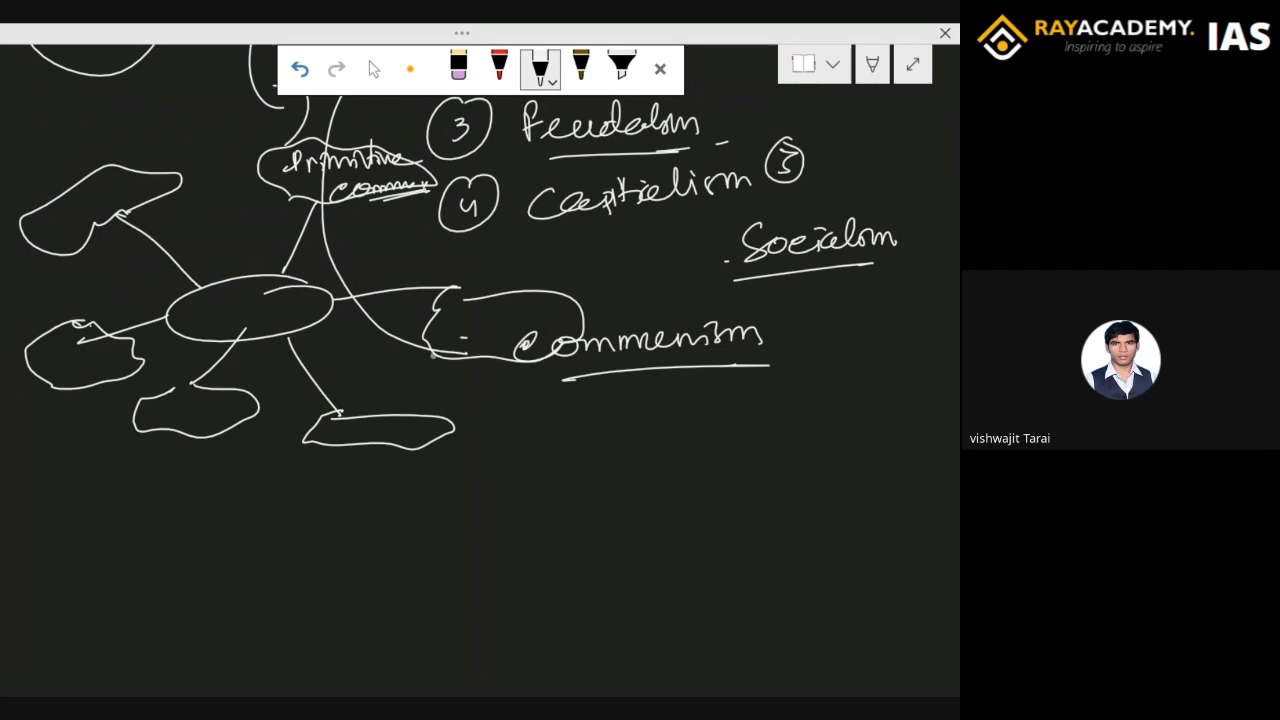 RAYACADEMY. IAS
Inspiring to aspire
3 Feudalism
Primitive
4 Capitalism 5
Socialism
Communism
vishwajit Tarai